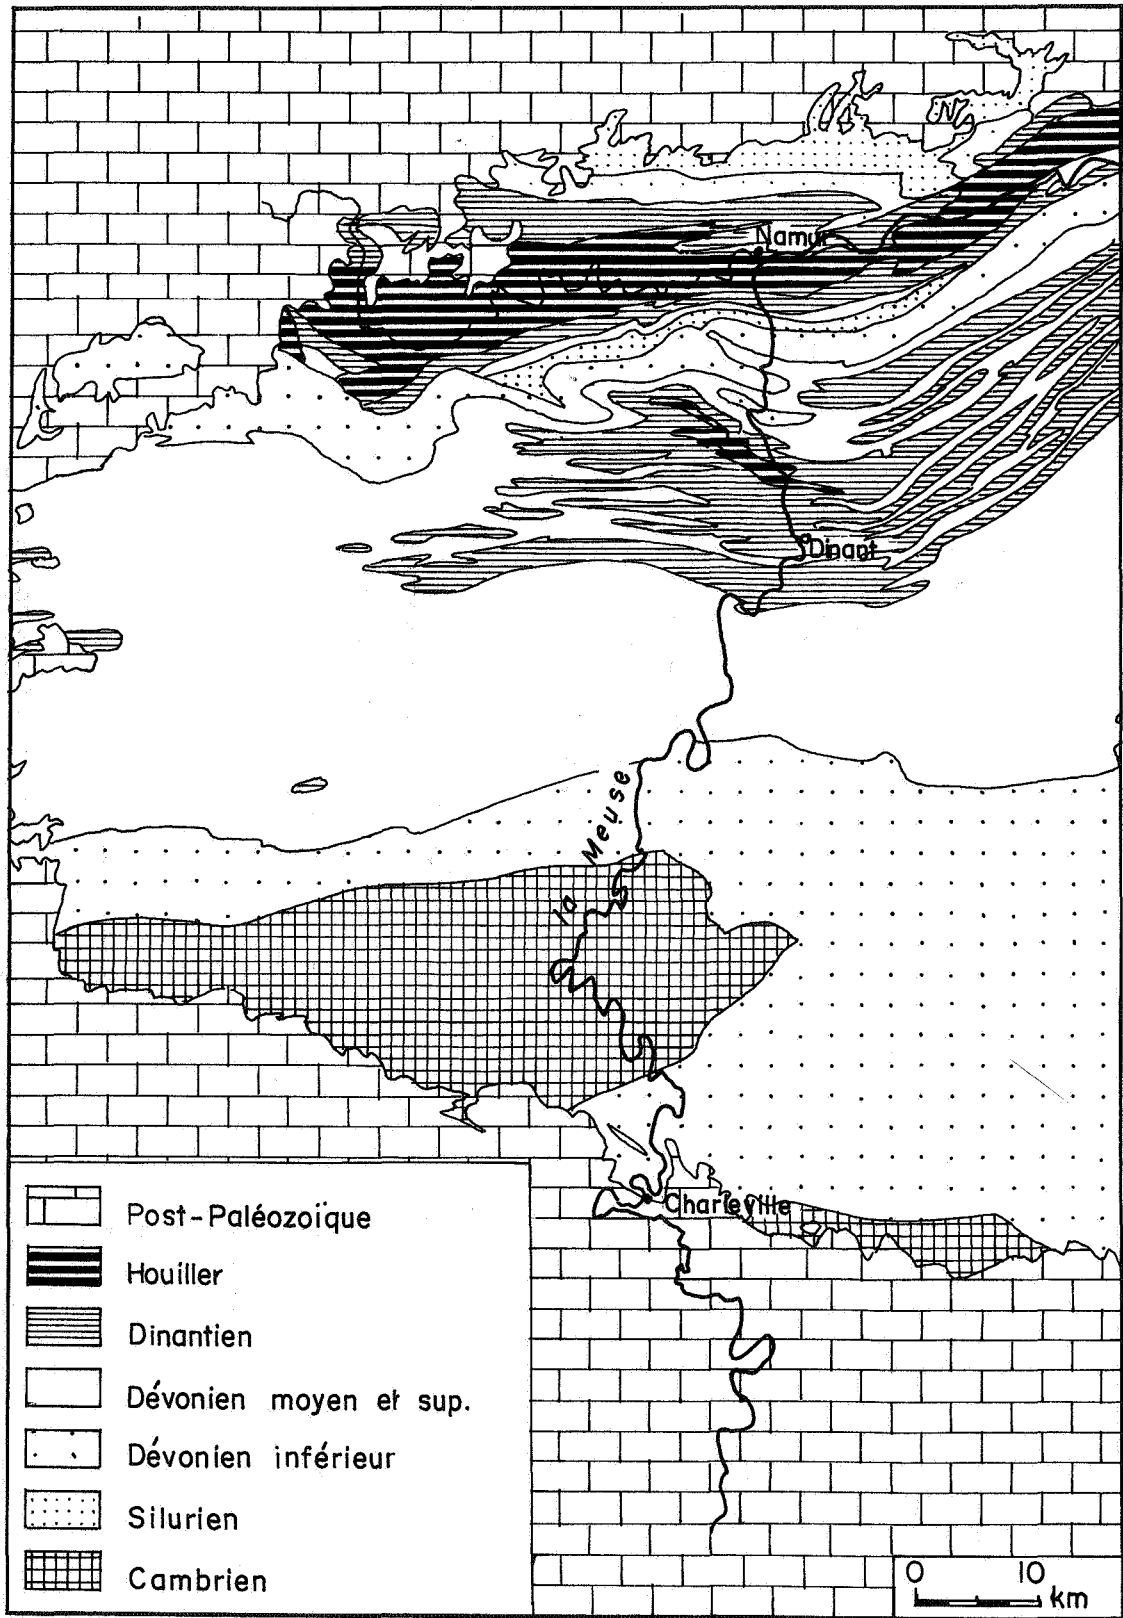 Namur
Dinant
la Meuse
Charleville
Post-Paléozoïque
Houiller
Dinantien
Dévonien moyen et sup.
Dévonien inférieur
Silurien
Cambrien
0 10
km